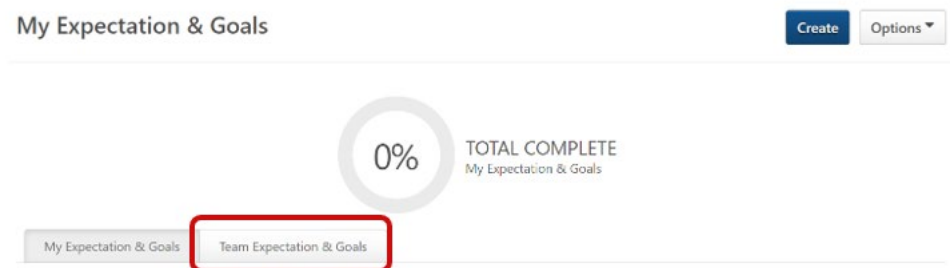 My Expectation & Goals
Create
Options
0%
TOTAL COMPLETE
My Expectation & Goals
My Expectation & Goals
Team Expectation & Goals